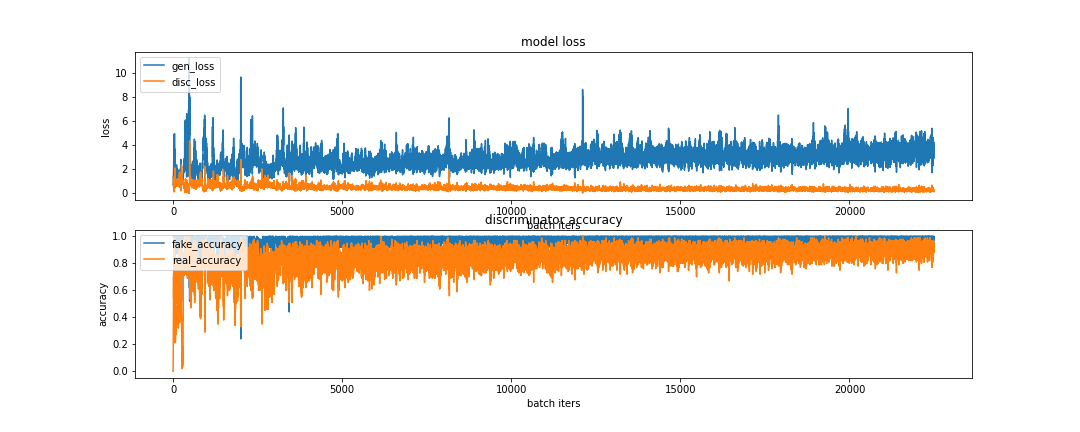 model loss
gen_loss
disc_loss
loss
10
8
6
4
2
0
0 5000 10000 15000 20000
batch iters
discriminator accuracy
fake_accuracy
real_accuracy
accuracy
1.0
0.8
0.6
0.4
0.2
0.0
0 5000 10000 15000 20000
batch iters